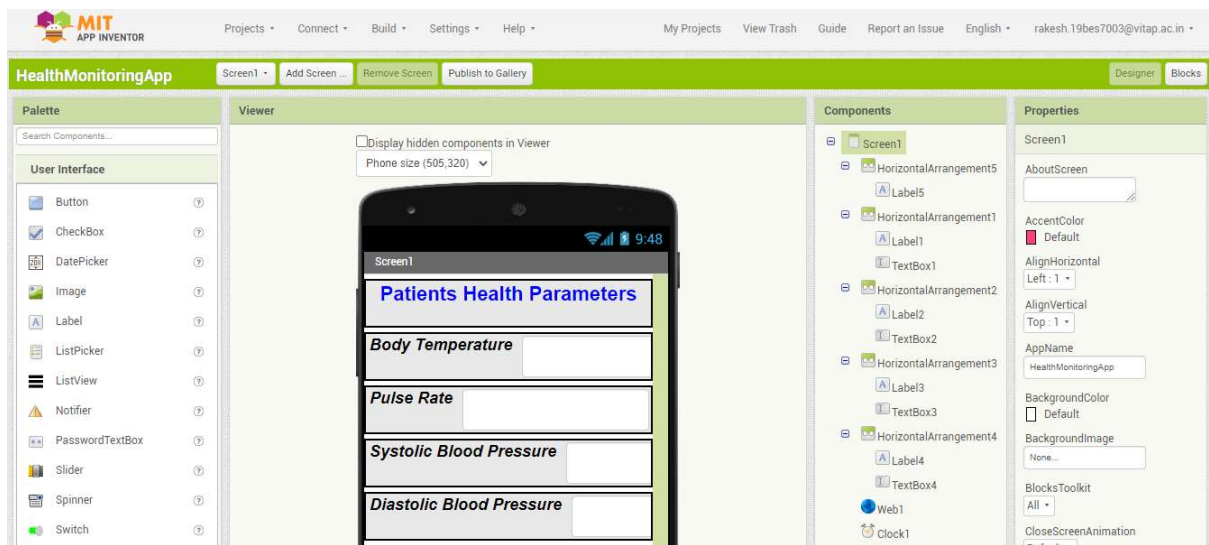 MIT
APP INVENTOR
Projects Connect Build Settings Help My Projects View Trash Guide Report an Issue English rakesh.19bes7003@vitap.ac.in
HealthMonitoringApp Screen1 Add Screen ... Remove Screen Publish to Gallery Designer Blocks
Palette
Search Components...
User Interface
Button
CheckBox
DatePicker
Image
Label
ListPicker
ListView
Notifier
PasswordTextBox
Slider
Spinner
Switch
Viewer
Display hidden components in Viewer
Phone size (505,320)
9:48
Screen1
Patients Health Parameters
Body Temperature
Pulse Rate
Systolic Blood Pressure
Diastolic Blood Pressure
Components
Screen1
HorizontalArrangement5
Label5
HorizontalArrangement1
Label1
TextBox1
HorizontalArrangement2
Label2
TextBox2
HorizontalArrangement3
Label3
TextBox3
HorizontalArrangement4
Label4
TextBox4
Web1
Clock1
Properties
Screen1
AboutScreen
AccentColor
Default
AlignHorizontal
Left : 1
AlignVertical
Top : 1
AppName
HealthMonitoringApp
BackgroundColor
Default
BackgroundImage
None...
BlocksToolkit
All
CloseScreenAnimation